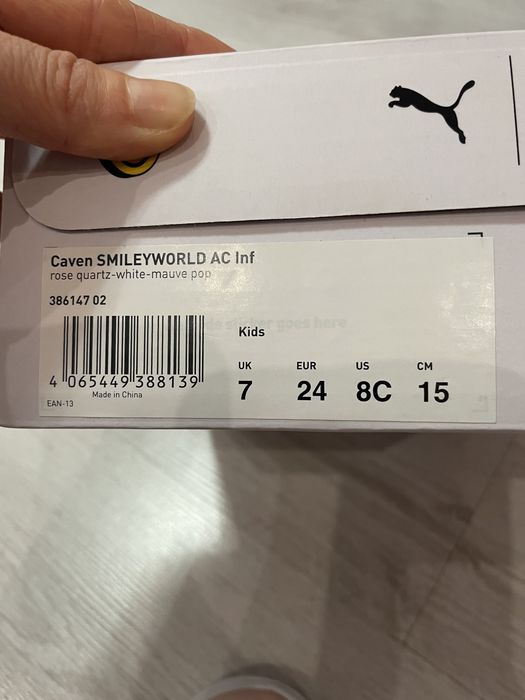 Caven SMILEYWORLD AC Inf
rose quartz-white-mauve pop
386147 02
Kids
UK EUR US CM
7 24 8C 15
4 065449 388139
Made in China
EAN-13